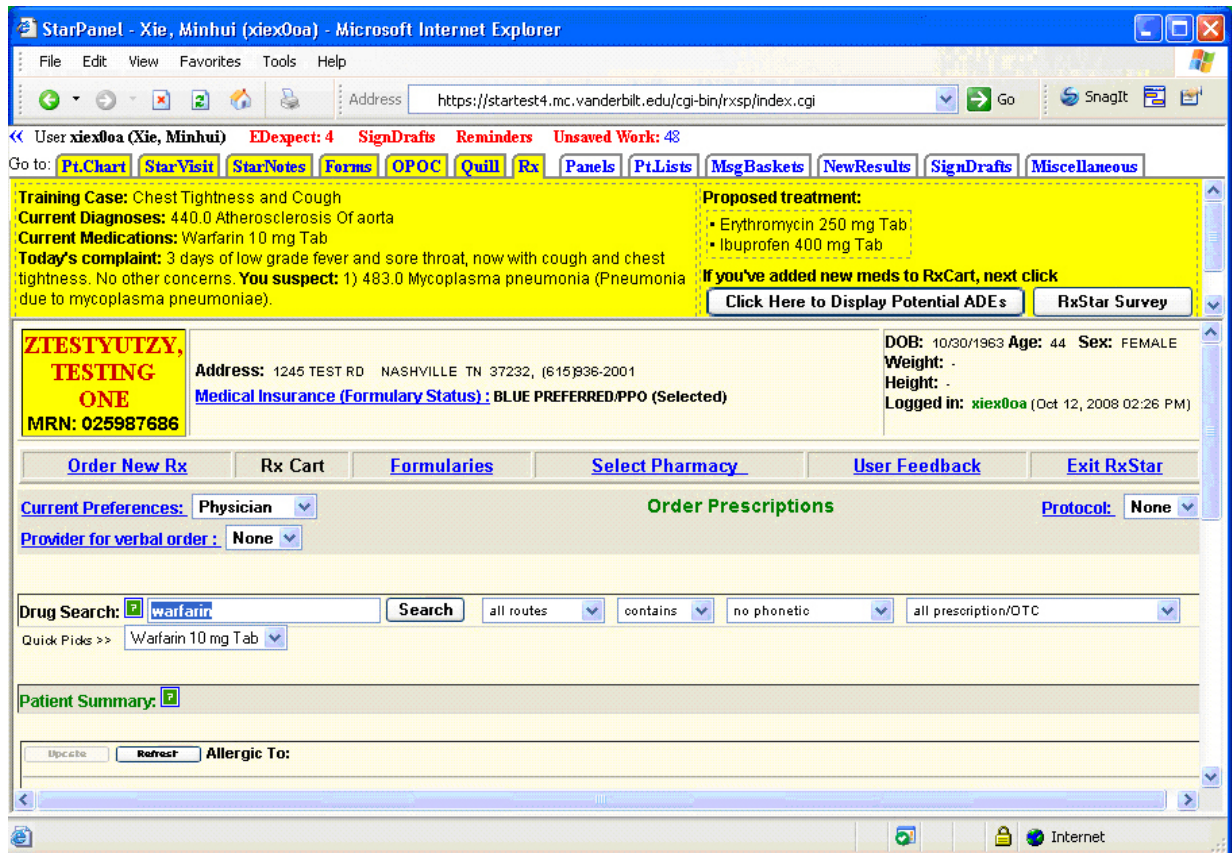 StarPanel - Xie, Minhui (xiex0oa) - Microsoft Internet Explorer
File Edit View Favorites Tools Help
Address https://startest4.mc.vanderbilt.edu/cgi-bin/rxsp/index.cgi Go SnagIt
User xiex0oa (Xie, Minhui) EDexpect: 4 SignDrafts Reminders Unsaved Work: 48
Go to: Pt.Chart StarVisit StarNotes Forms OPOC Quill Rx Panels Pt.Lists MsgBaskets NewResults SignDrafts Miscellaneous
Training Case: Chest Tightness and Cough
Current Diagnoses: 440.0 Atherosclerosis Of aorta
Current Medications: Warfarin 10 mg Tab
Today's complaint: 3 days of low grade fever and sore throat, now with cough and chest
tightness. No other concerns. You suspect: 1) 483.0 Mycoplasma pneumonia (Pneumonia
due to mycoplasma pneumoniae).
Proposed treatment:
▪ Erythromycin 250 mg Tab
▪ Ibuprofen 400 mg Tab
If you've added new meds to RxCart, next click
Click Here to Display Potential ADEs RxStar Survey
ZTESTYUTZY,
TESTING
ONE
MRN: 025987686
Address: 1245 TEST RD NASHVILLE TN 37232, (615)936-2001
Medical Insurance (Formulary Status) : BLUE PREFERRED/PPO (Selected)
DOB: 10/30/1963 Age: 44 Sex: FEMALE
Weight: -
Height: -
Logged in: xiex0oa (Oct 12, 2008 02:26 PM)
Order New Rx Rx Cart Formularies Select Pharmacy User Feedback Exit RxStar
Current Preferences: Physician Order Prescriptions Protocol: None
Provider for verbal order : None
Drug Search: ? warfarin Search all routes contains no phonetic all prescription/OTC
Quick Picks >> Warfarin 10 mg Tab
Patient Summary: ?
Update Refresh Allergic To:
Internet